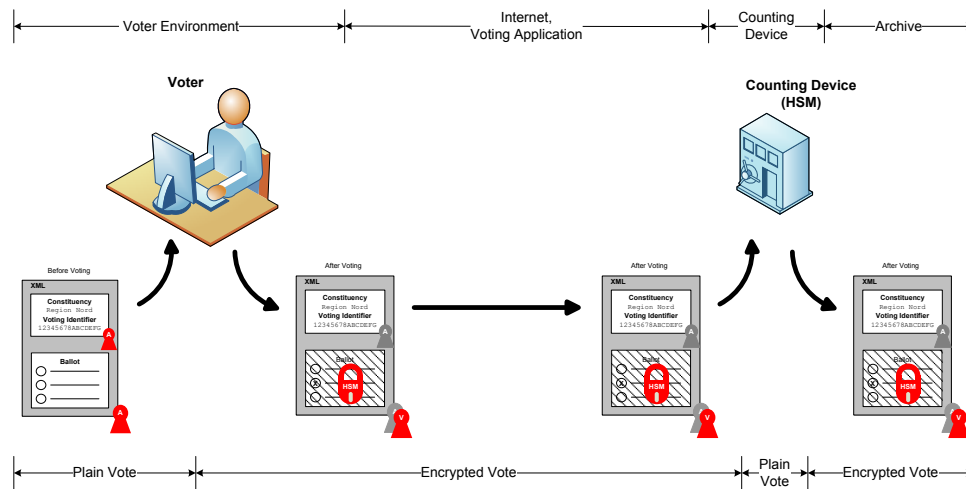 Voter Environment
Internet,
Voting Application
Counting
Device
Archive
Voter
Counting Device
(HSM)
Before Voting
XML
Constituency
Region Nord
Voting Identifier
12345678ABCDEFG
A
Ballot
A
After Voting
XML
Constituency
Region Nord
Voting Identifier
12345678ABCDEFG
A
Ballot
X
HSM
V
After Voting
XML
Constituency
Region Nord
Voting Identifier
12345678ABCDEFG
A
Ballot
X
HSM
V
After Voting
XML
Constituency
Region Nord
Voting Identifier
12345678ABCDEFG
A
Ballot
X
HSM
V
Plain Vote
Encrypted Vote
Plain
Vote
Encrypted Vote